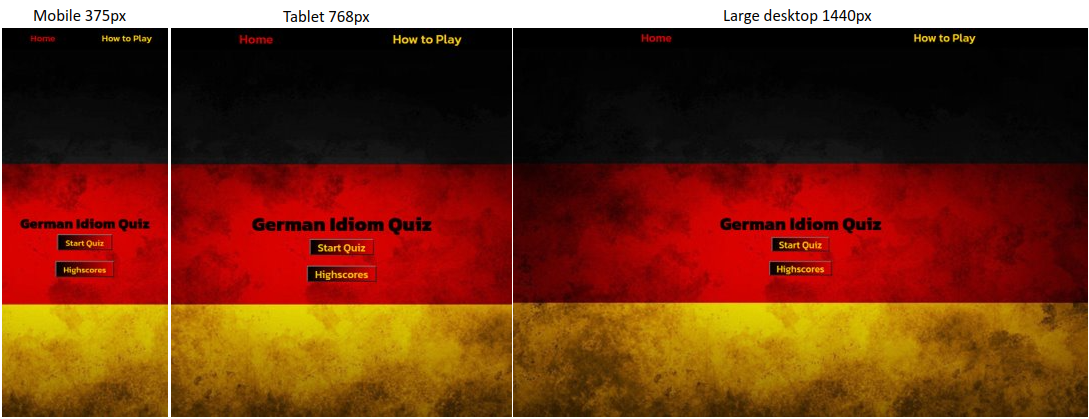 Mobile 375px
Tablet 768px
Large desktop 1440px
Home How to Play
German Idiom Quiz
Start Quiz
Highscores
Home How to Play
German Idiom Quiz
Start Quiz
Highscores
Home How to Play
German Idiom Quiz
Start Quiz
Highscores